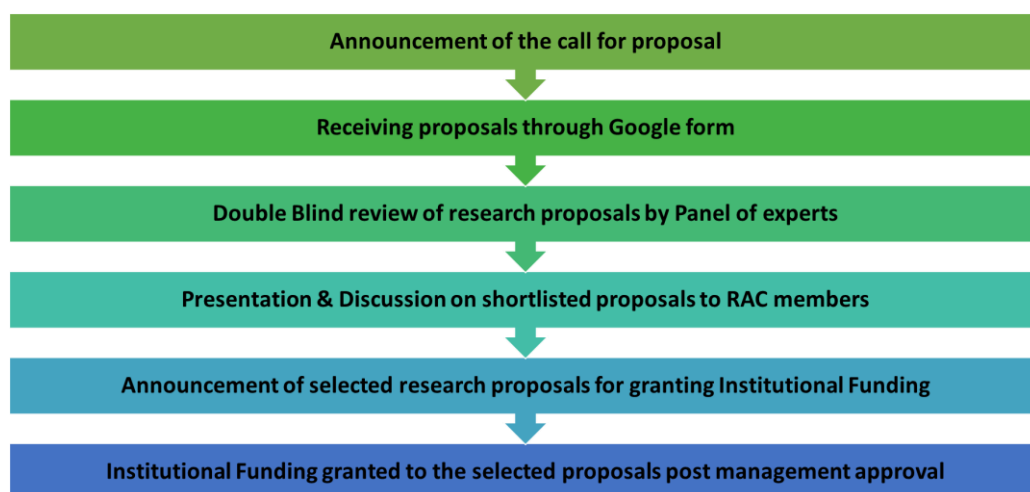 Announcement of the call for proposal
Receiving proposals through Google form
Double Blind review of research proposals by Panel of experts
Presentation & Discussion on shortlisted proposals to RAC members
Announcement of selected research proposals for granting Institutional Funding
Institutional Funding granted to the selected proposals post management approval